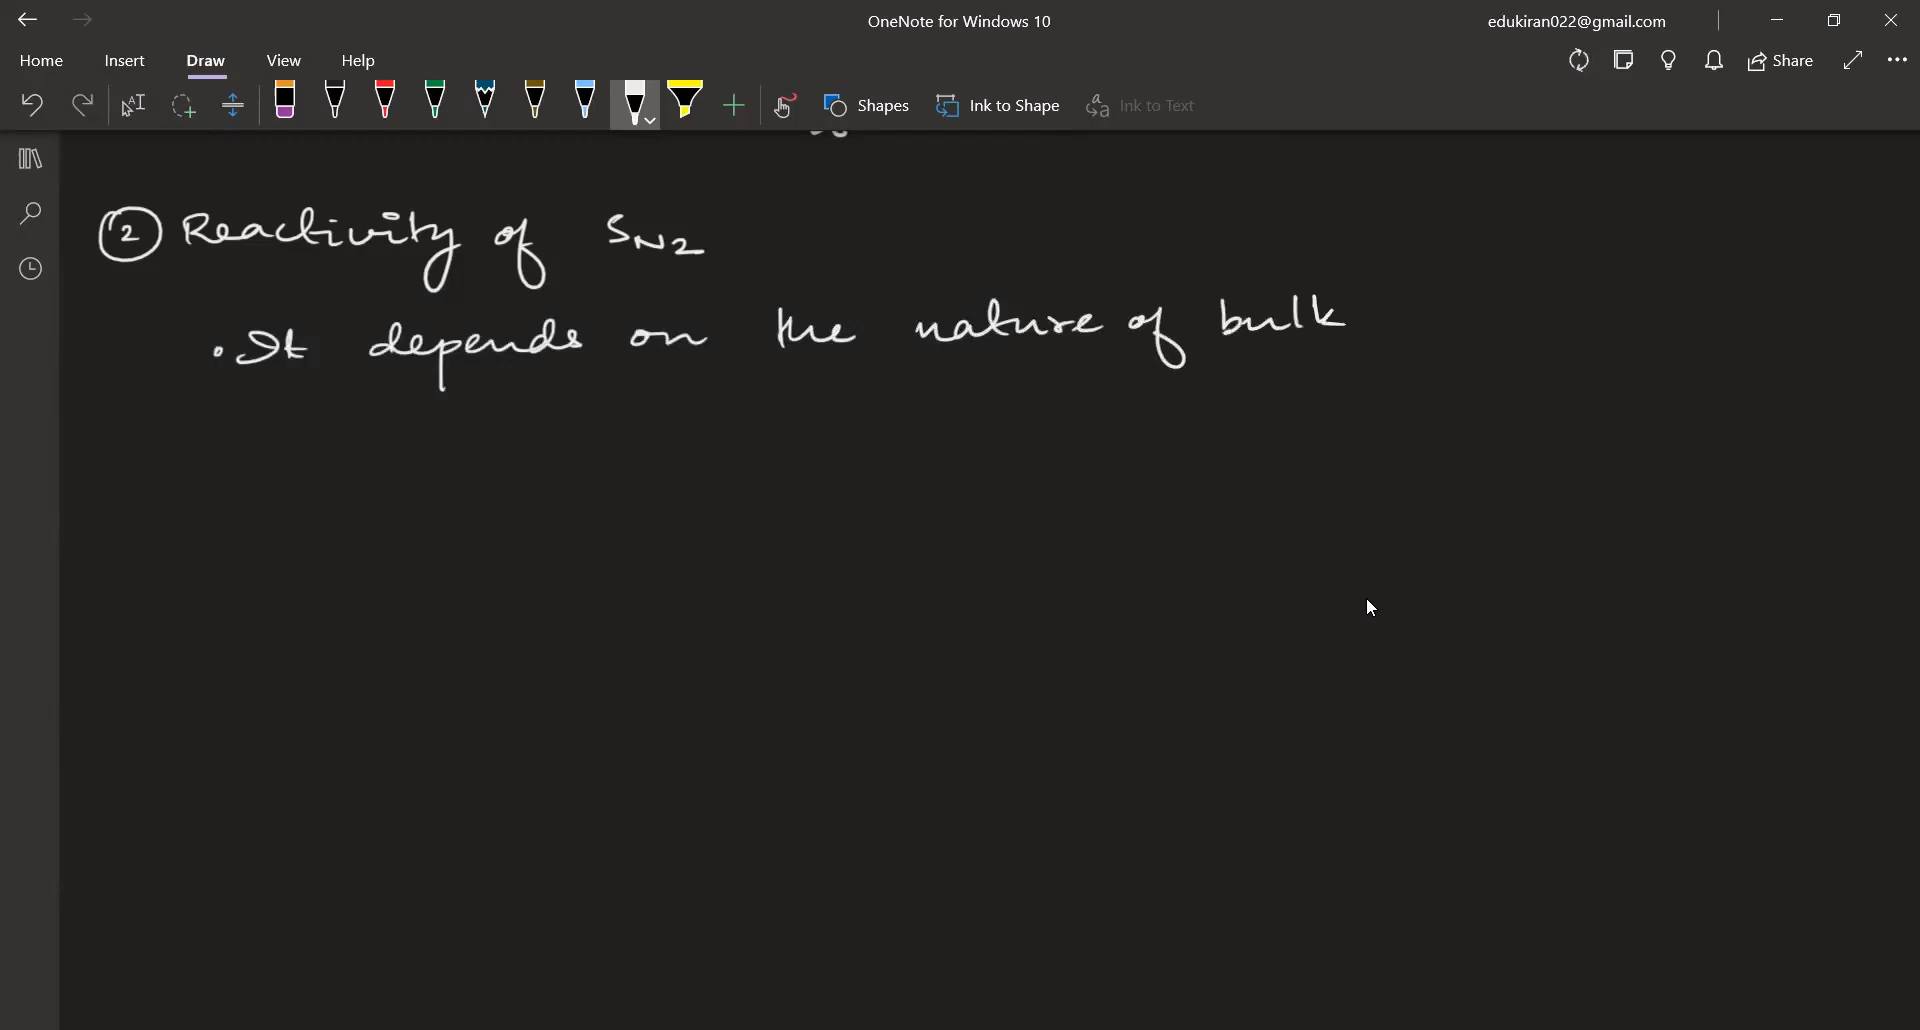 OneNote for Windows 10
edukiran022@gmail.com
Home Insert Draw View Help
Share
Shapes Ink to Shape Ink to Text
② Reactivity of SN2
. It depends on the nature of bulk